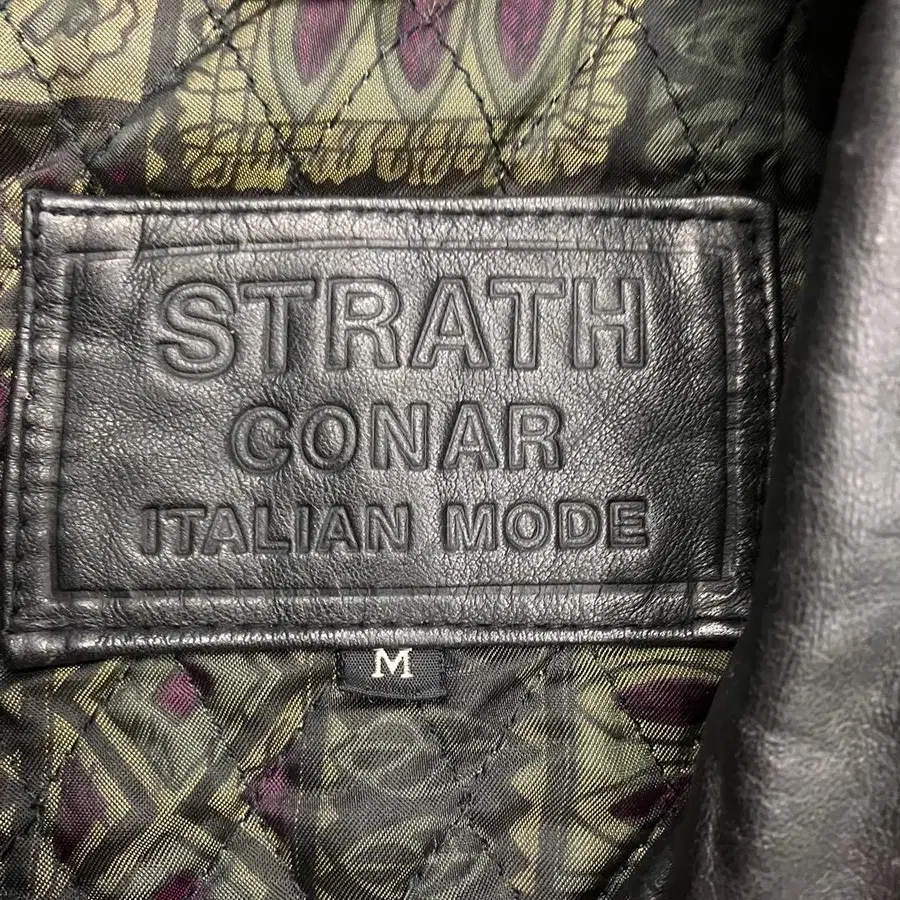 STRATH
CONAR
ITALIAN MODE
M